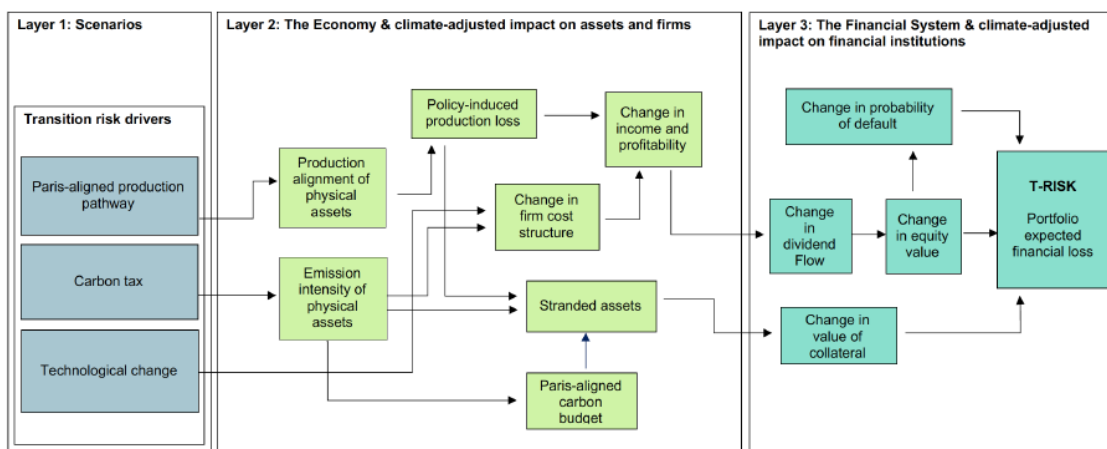 Layer 1: Scenarios
Transition risk drivers
Paris-aligned production
pathway
Carbon tax
Technological change
Layer 2: The Economy & climate-adjusted impact on assets and firms
Policy-induced
production loss
Change in
income and
profitability
Production
alignment of
physical
assets
Change in
firm cost
structure
Emission
intensity of
physical
assets
Stranded assets
Paris-aligned
carbon
budget
Layer 3: The Financial System & climate-adjusted
impact on financial institutions
Change in probability
of default
Change
in
dividend
Flow
Change
in equity
value
T-RISK
Portfolio
expected
financial loss
Change in
value of
collateral